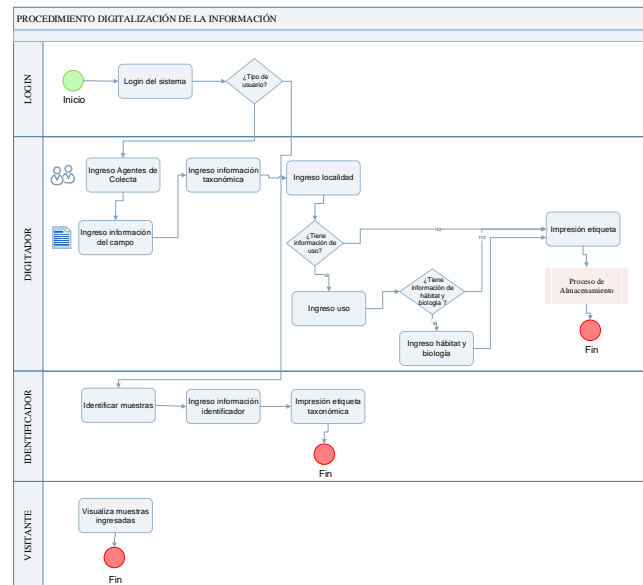 PROCEDIMIENTO DIGITALIZACIÓN DE LA INFORMACIÓN
LOGIN
Inicio
Login del sistema
¿Tipo de
usuario?
DIGITADOR
Ingreso Agentes de
Colecta
Ingreso información
taxonómica
Ingreso localidad
Ingreso información
del campo
¿Tiene
información de
uso?
no
Impresión etiqueta
no
Ingreso uso
¿Tiene
información de
hábitat y
biología ?
Proceso de
Almacenamiento
Ingreso hábitat y
biología
Fin
IDENTIFICADOR
Identificar muestras
Ingreso información
identificador
Impresión etiqueta
taxonómica
Fin
VISITANTE
Visualiza muestras
ingresadas
Fin